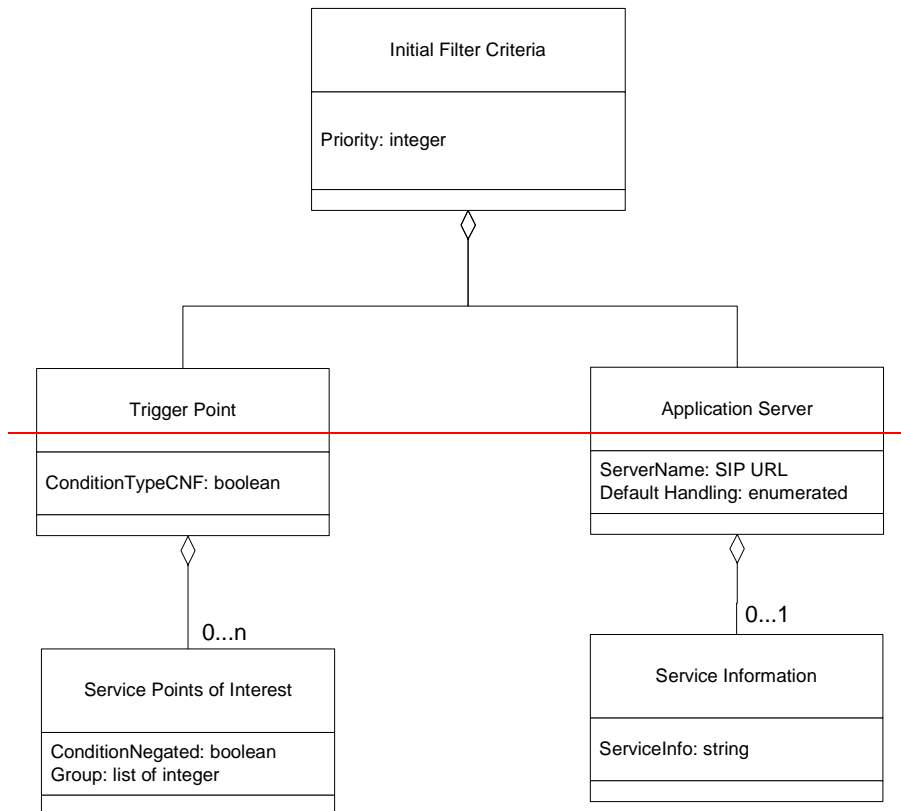 Initial Filter Criteria
Priority: integer
Trigger Point
ConditionTypeCNF: boolean
Application Server
ServerName: SIP URL
Default Handling: enumerated
0...n
0...1
Service Points of Interest
ConditionNegated: boolean
Group: list of integer
Service Information
ServiceInfo: string